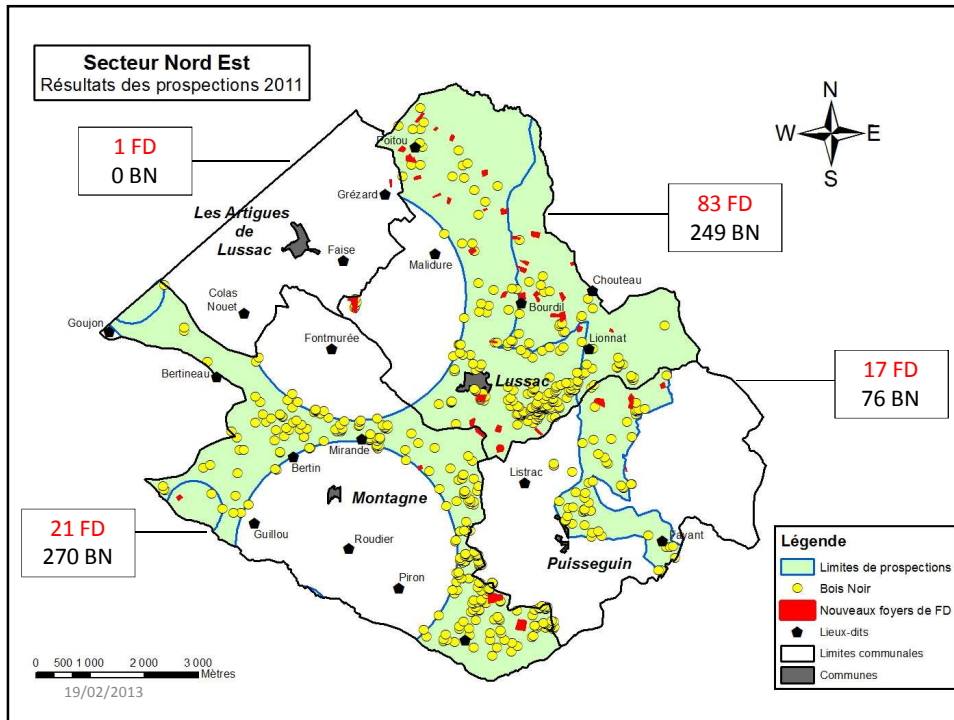 Secteur Nord Est
Résultats des prospections 2011
1 FD
0 BN
83 FD
249 BN
17 FD
76 BN
21 FD
270 BN
N
W
E
S
Poitou
Grézard
Les Artigues
de
Lussac
Faise
Malidure
Colas
Nouet
Chouteau
Goujon
Bourdil
Fontmurée
Lionnat
Bertineau
Lussac
Mirande
Bertin
Listrac
Montagne
Guillou
Roudier
Puisseguin
Piron
Légende
Limites de prospections
Bois Noir
Nouveaux foyers de FD
Lieux-dits
Limites communales
Communes
0 500 1 000 2 000 3 000
Mètres
19/02/2013